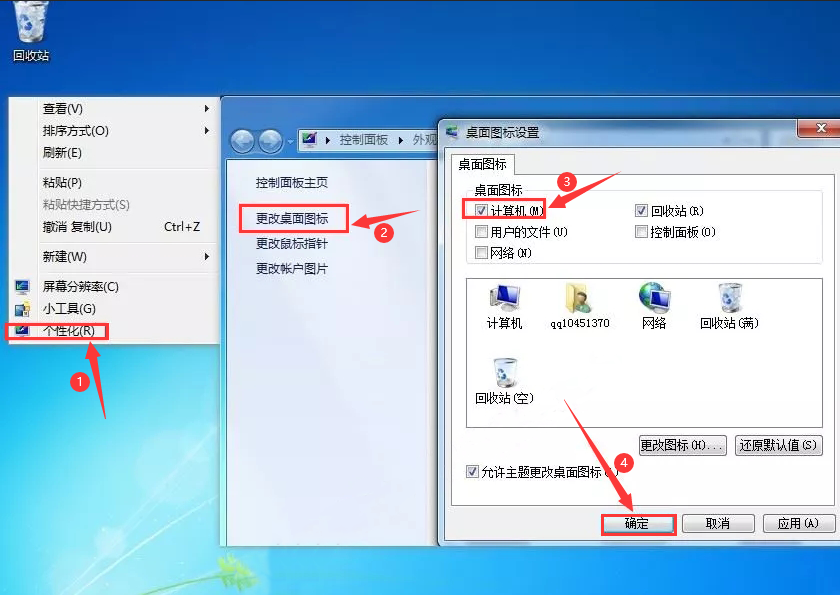 回收站
查看(V)
排序方式(O)
刷新(E)
粘贴(P)
粘贴快捷方式(S)
撤消 复制(U) Ctrl+Z
新建(W)
屏幕分辨率(C)
小工具(G)
个性化(R)
1
控制面板 外观
控制面板主页
更改桌面图标
2
更改鼠标指针
更改帐户图片
桌面图标设置
桌面图标
桌面图标
3
计算机(M)
回收站(R)
用户的文件(U)
控制面板(O)
网络(N)
计算机
qq10451370
网络
回收站(满)
回收站(空)
更改图标(H)...
还原默认值(S)
允许主题更改桌面图标
4
确定
取消
应用(A)